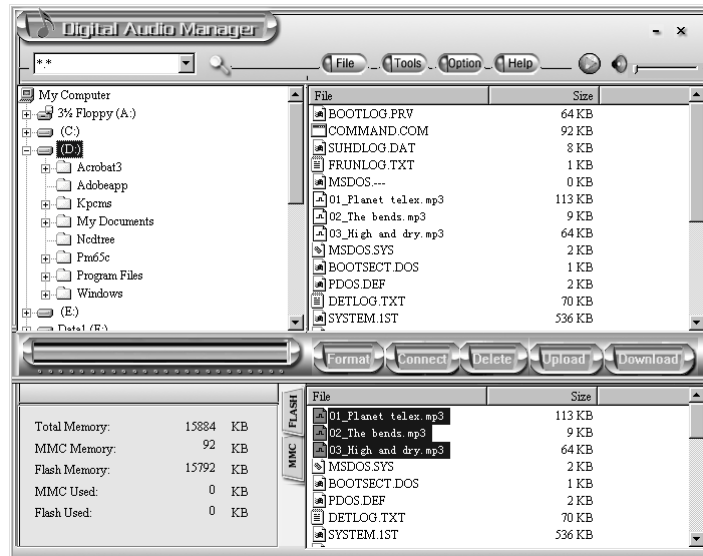 Digital Audio Manager
*.*
File Tools Option Help
My Computer
3½ Floppy (A:)
(C:)
(D:)
Acrobat3
Adobeapp
Kpcms
My Documents
Ncdtree
Pm65c
Program Files
Windows
(E:)
Data1 (F:)
File Size
BOOTLOG.PRV 64 KB
COMMAND.COM 92 KB
SUHDLOG.DAT 8 KB
FRUNLOG.TXT 1 KB
MSDOS.--- 0 KB
01_Planet telex.mp3 113 KB
02_The bends.mp3 9 KB
03_High and dry.mp3 64 KB
MSDOS.SYS 2 KB
BOOTSECT.DOS 1 KB
PDOS.DEF 2 KB
DETLOG.TXT 70 KB
SYSTEM.1ST 536 KB
Format Connect Delete Upload Download
Total Memory: 15884 KB
MMC Memory: 92 KB
Flash Memory: 15792 KB
MMC Used: 0 KB
Flash Used: 0 KB
FLASH
MMC
File Size
01_Planet telex.mp3 113 KB
02_The bends.mp3 9 KB
03_High and dry.mp3 64 KB
MSDOS.SYS 2 KB
BOOTSECT.DOS 1 KB
PDOS.DEF 2 KB
DETLOG.TXT 70 KB
SYSTEM.1ST 536 KB